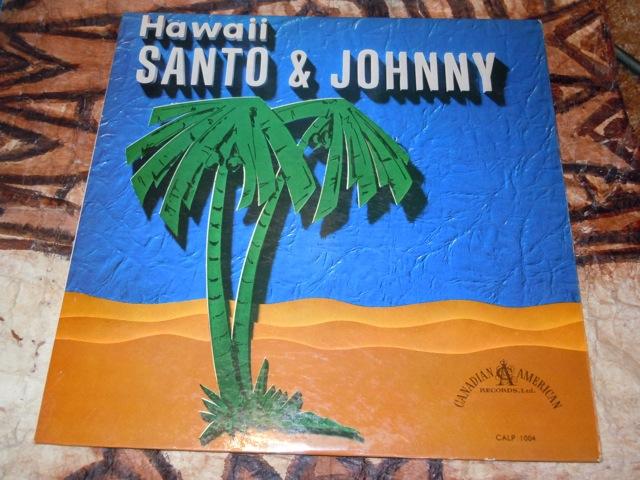 Hawaii
SANTO & JOHNNY
CANADIAN AMERICAN
RECORDS, Ltd.
CALP 1004